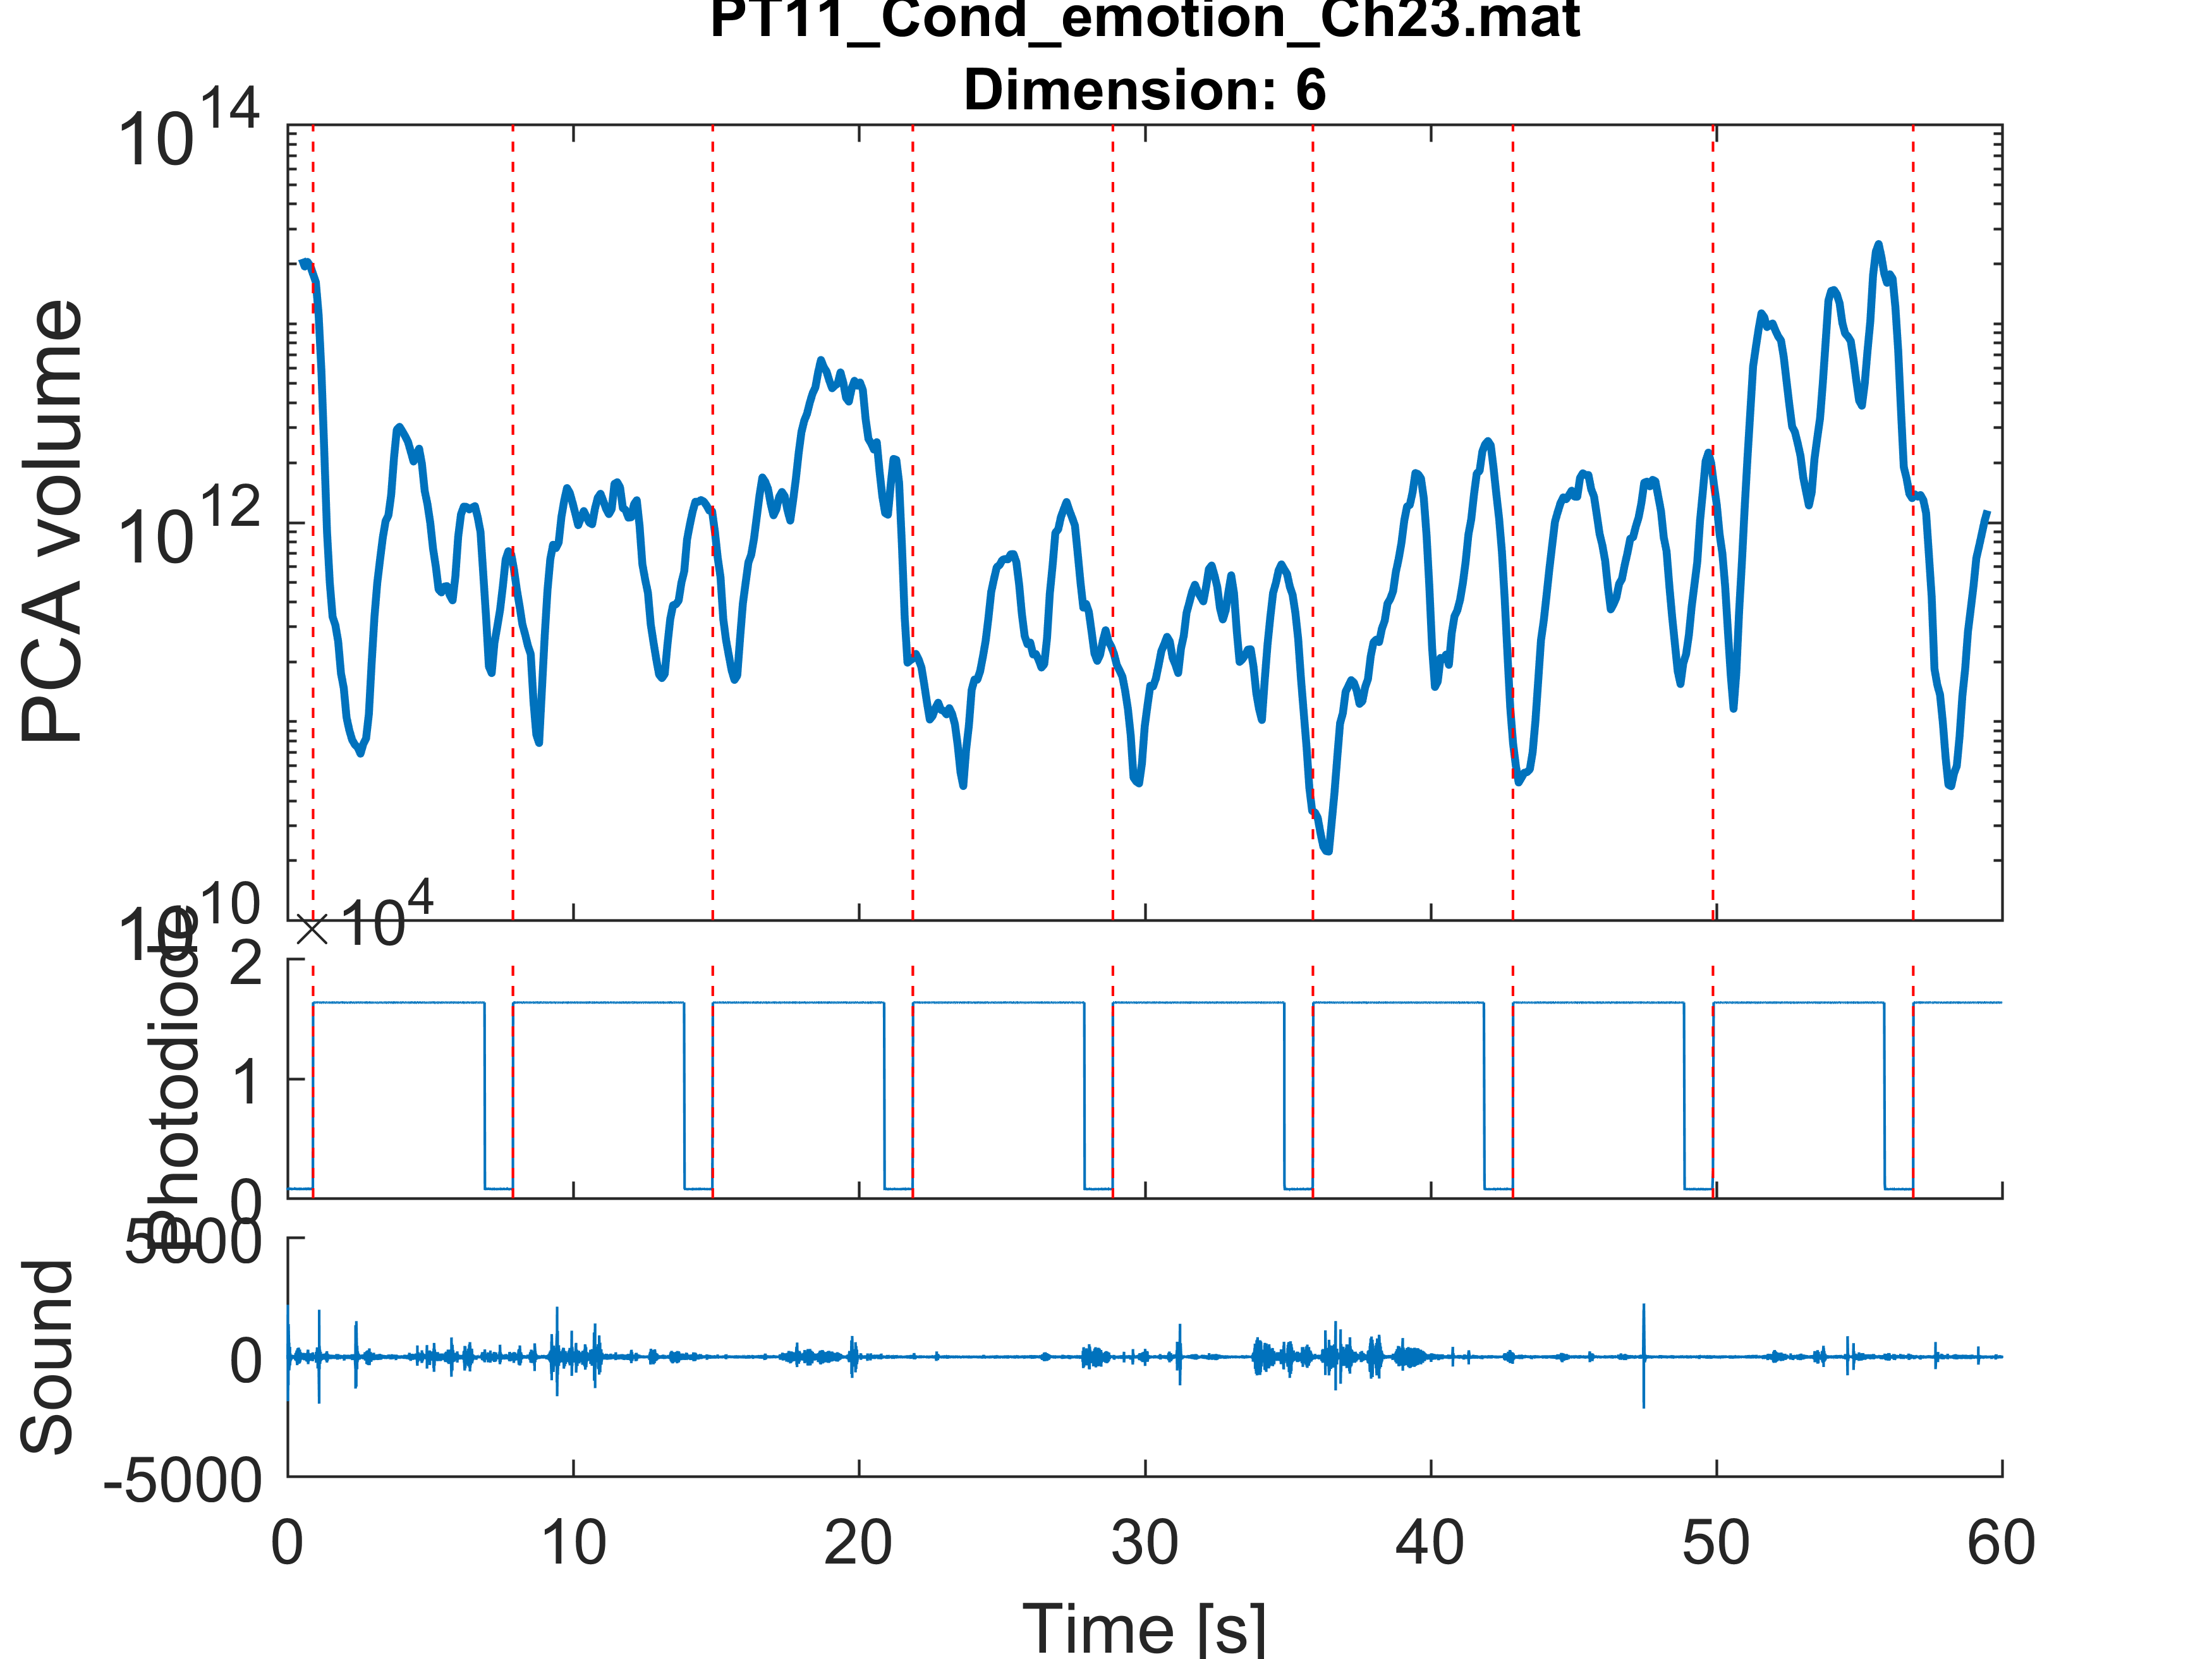 PT11_Cond_emotion_Ch23.mat
Dimension: 6
10^14
10^12
10^10
PCA volume
×10^4
2
1
0
Photodiode
5000
0
-5000
Sound
0 10 20 30 40 50 60
Time [s]